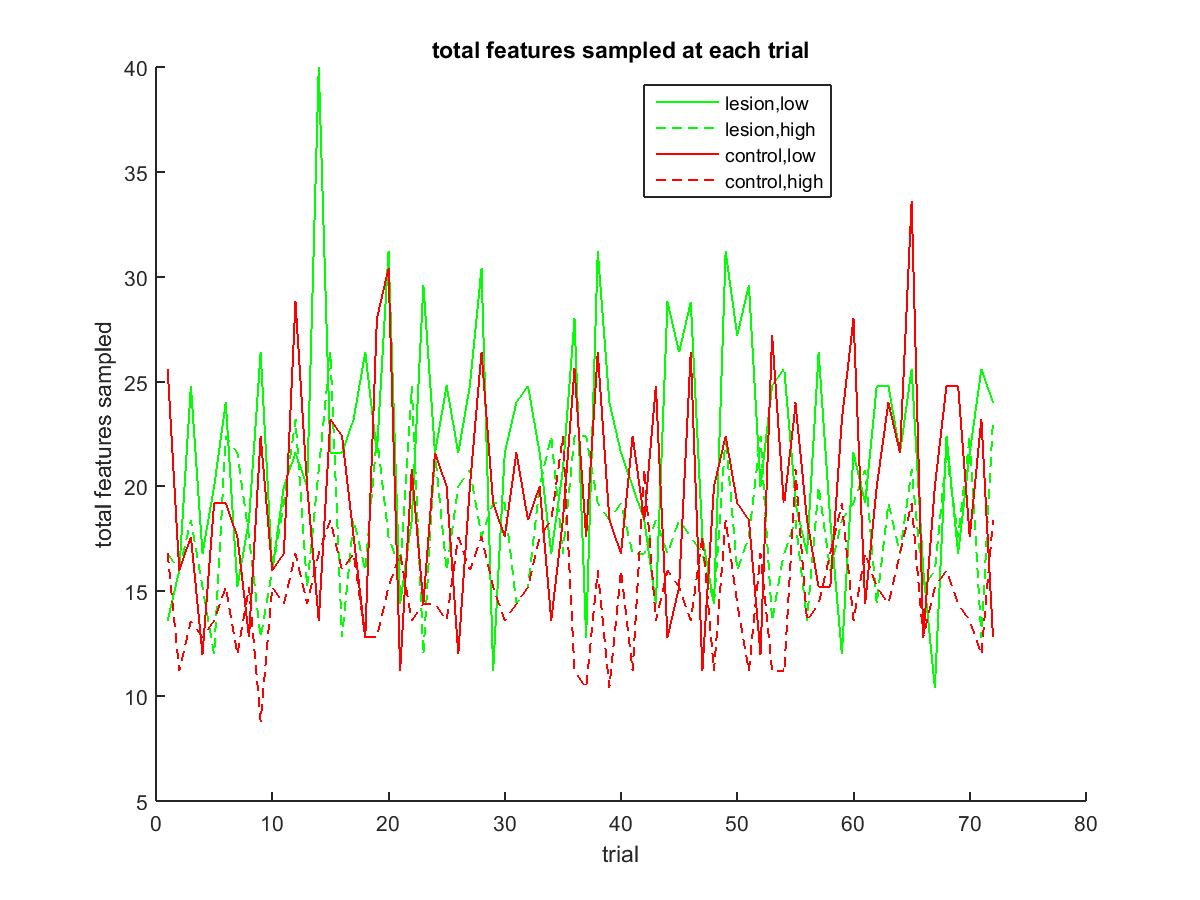 total features sampled at each trial
40
35
30
25
20
15
10
5
total features sampled
lesion,low
lesion,high
control,low
control,high
0 10 20 30 40 50 60 70 80
trial